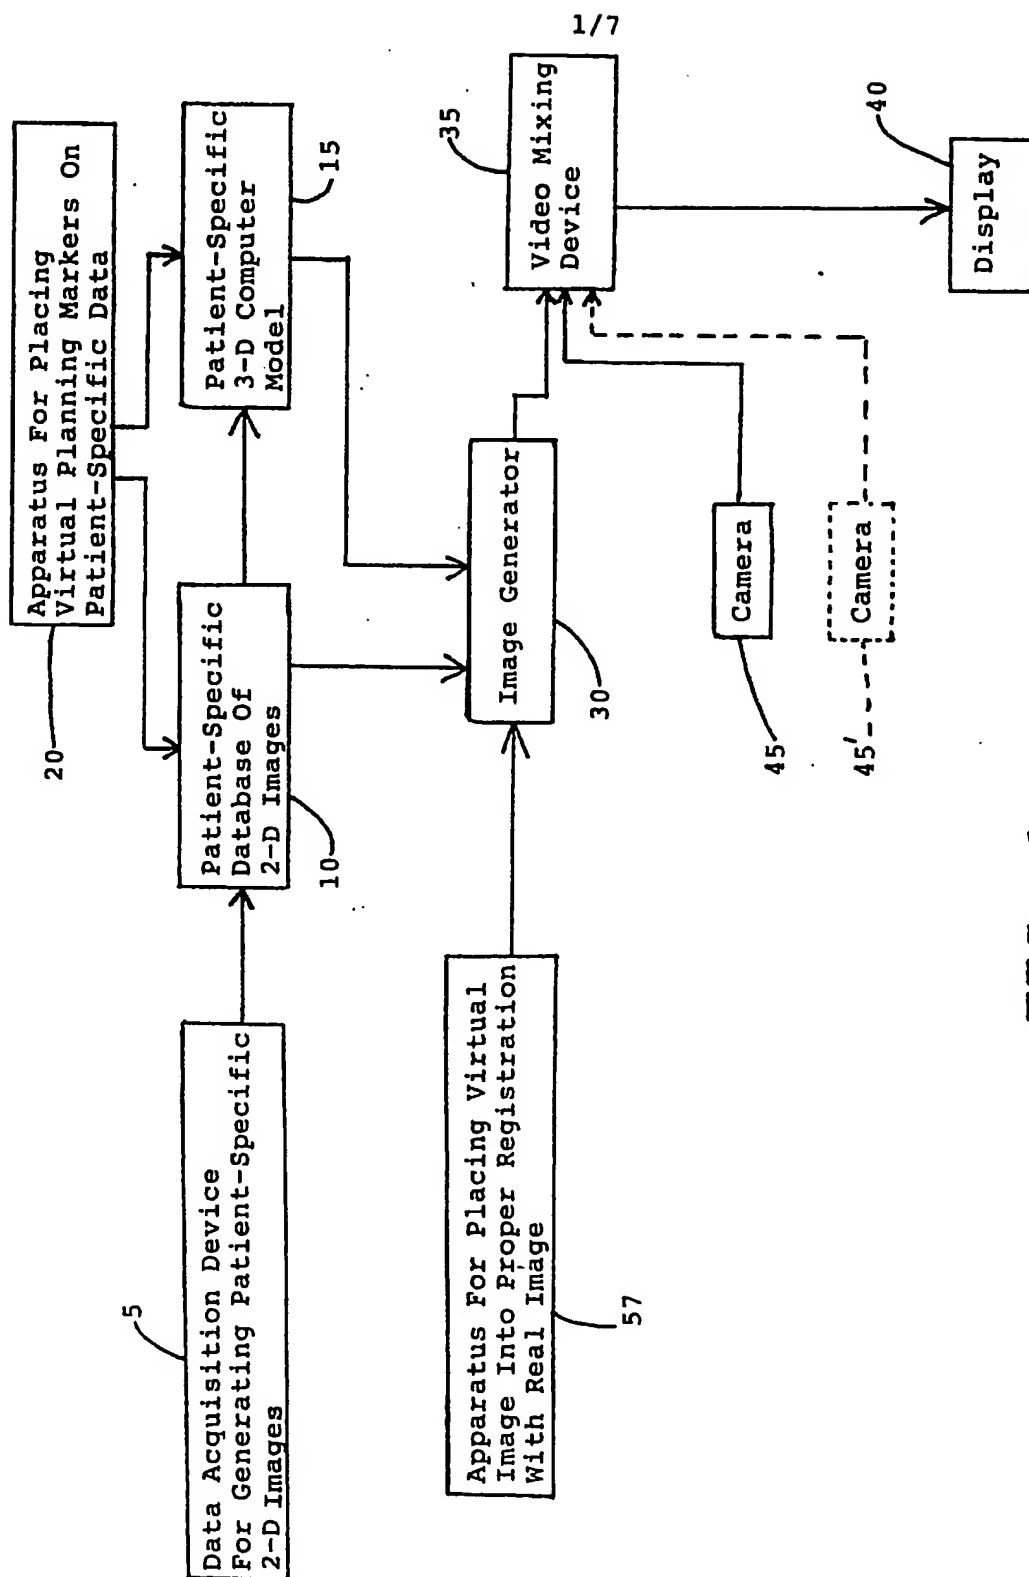 1/7
Apparatus For Placing
Virtual Planning Markers On
Patient-Specific Data
20
Data Acquisition Device
For Generating Patient-Specific
2-D Images
5
Patient-Specific
Database Of
2-D Images
10
Patient-Specific
3-D Computer
Model
15
Apparatus For Placing Virtual
Image Into Proper Registration
With Real Image
57
Image Generator
30
Video Mixing
Device
35
Camera
45
Camera
45'
Display
40